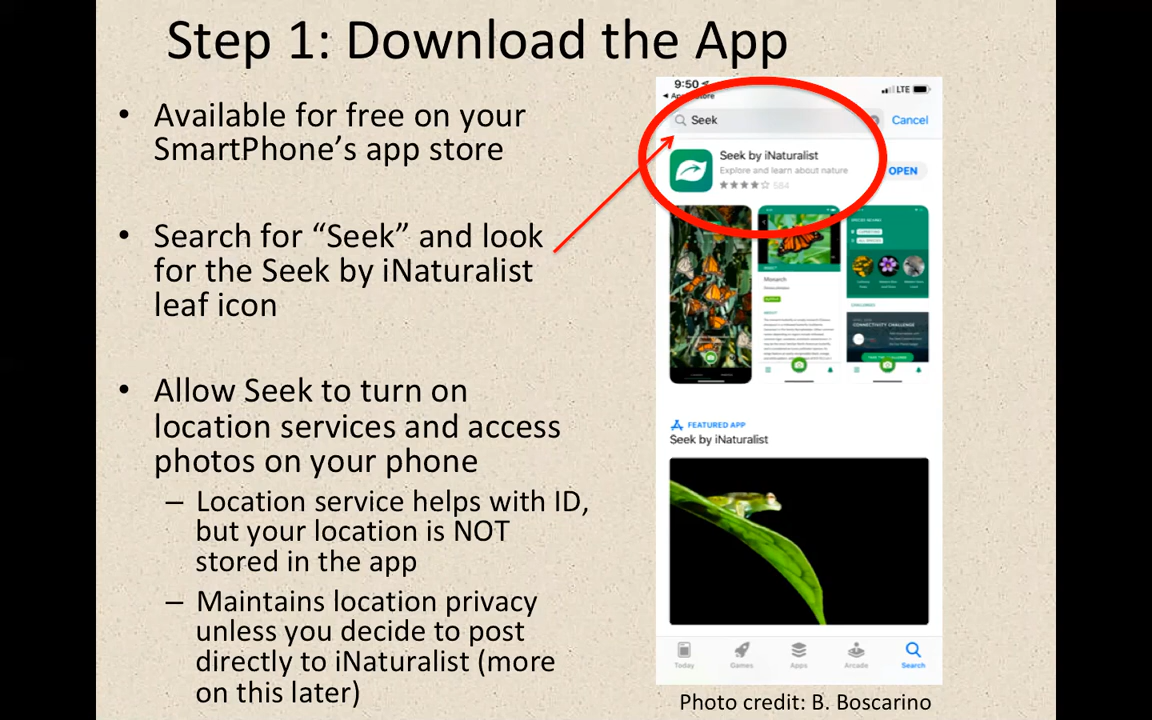 Step 1: Download the App
• Available for free on your
SmartPhone’s app store
• Search for “Seek” and look
for the Seek by iNaturalist
leaf icon
• Allow Seek to turn on
location services and access
photos on your phone
– Location service helps with ID,
but your location is NOT
stored in the app
– Maintains location privacy
unless you decide to post
directly to iNaturalist (more
on this later)
9:50
LTE
Seek
Cancel
Seek by iNaturalist
Explore and learn about nature
584
OPEN
Monarch
ABOUT
CHALLENGES
CONNECTIVITY CHALLENGE
FEATURED APP
Seek by iNaturalist
Today
Games
Apps
Arcade
Search
Photo credit: B. Boscarino